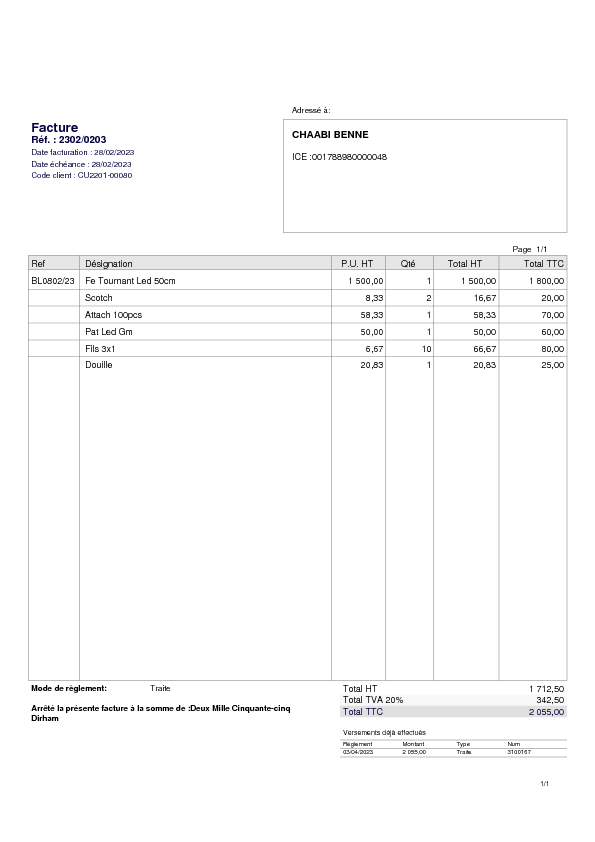 Adressé à:
Facture
Réf. : 2302/0203
Date facturation : 28/02/2023
Date échéance : 28/02/2023
Code client : CU2201-00080
CHAABI BENNE
ICE :001788980000048
Page 1/1
Ref Désignation P.U. HT Qté Total HT Total TTC
BL0802/23 Fe Tournant Led 50cm 1 500,00 1 1 500,00 1 800,00
Scotch 8,33 2 16,67 20,00
Attach 100pcs 58,33 1 58,33 70,00
Pat Led Gm 50,00 1 50,00 60,00
Fils 3x1 6,67 10 66,67 80,00
Douille 20,83 1 20,83 25,00
Mode de règlement: Traite
Total HT 1 712,50
Total TVA 20% 342,50
Total TTC 2 055,00
Arrêté la présente facture à la somme de :Deux Mille Cinquante-cinq
Dirham
Versements déjà effectués
Règlement Montant Type Num
03/04/2023 2 055,00 Traite 3100167
1/1